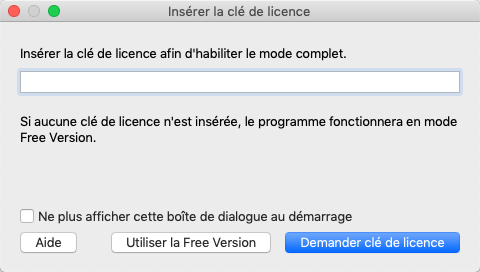 Insérer la clé de licence
Insérer la clé de licence afin d'habiliter le mode complet.
Si aucune clé de licence n'est insérée, le programme fonctionnera en mode
Free Version.
Ne plus afficher cette boîte de dialogue au démarrage
Aide
Utiliser la Free Version
Demander clé de licence